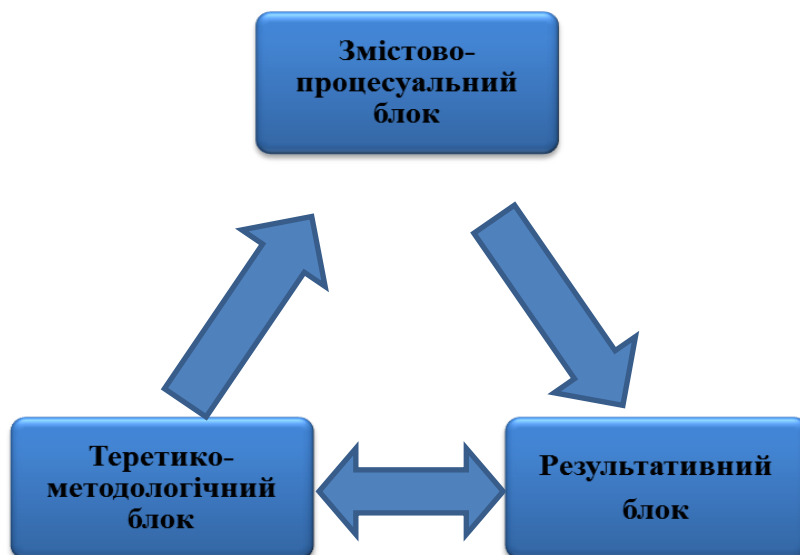 Змістово-
процесуальний
блок
Теретико-
методологічний
блок
Результативний
блок